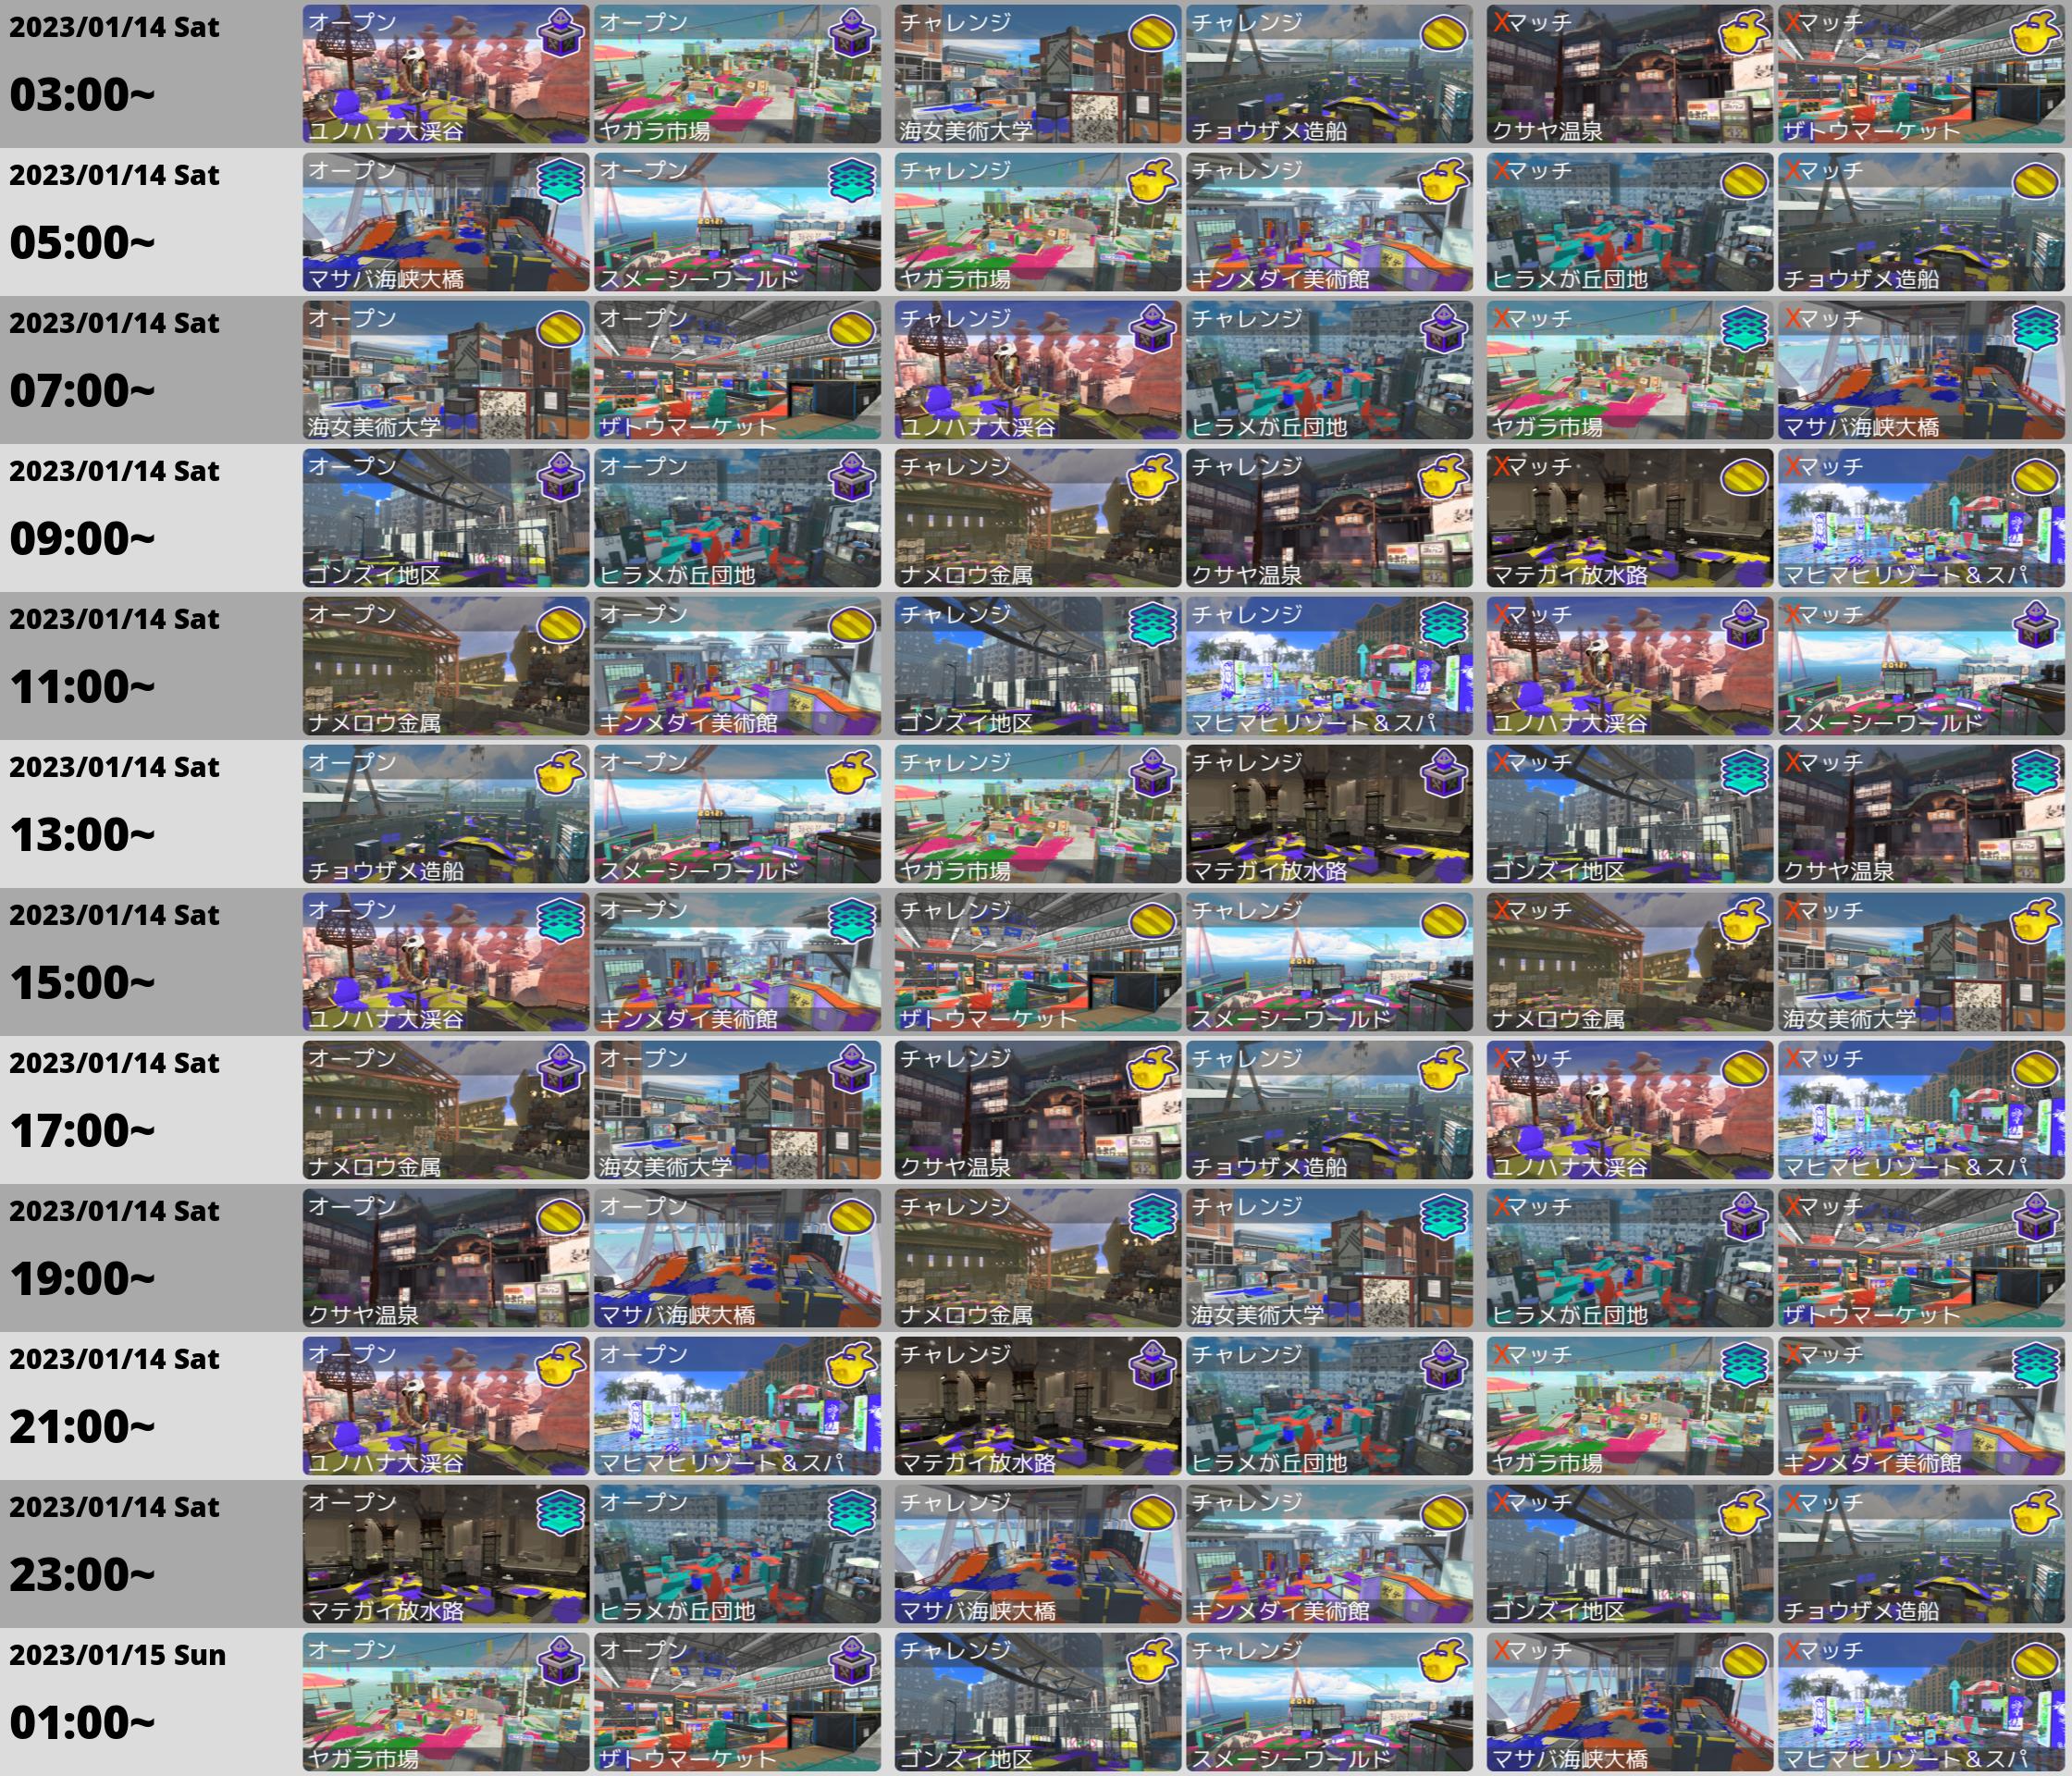 2023/01/14 Sat
03:00~
オープン オープン チャレンジ チャレンジ Xマッチ Xマッチ
ユノハナ大渓谷 ヤガラ市場 海女美術大学 チョウザメ造船 クサヤ温泉 ザトウマーケット
2023/01/14 Sat
05:00~
オープン オープン チャレンジ チャレンジ Xマッチ Xマッチ
マサバ海峡大橋 スメーシーワールド ヤガラ市場 キンメダイ美術館 ヒラメが丘団地 チョウザメ造船
2023/01/14 Sat
07:00~
オープン オープン チャレンジ チャレンジ Xマッチ Xマッチ
海女美術大学 ザトウマーケット ユノハナ大渓谷 ヒラメが丘団地 ヤガラ市場 マサバ海峡大橋
2023/01/14 Sat
09:00~
オープン オープン チャレンジ チャレンジ Xマッチ Xマッチ
ゴンズイ地区 ヒラメが丘団地 ナメロウ金属 クサヤ温泉 マテガイ放水路 マヒマヒリゾート＆スパ
2023/01/14 Sat
11:00~
オープン オープン チャレンジ チャレンジ Xマッチ Xマッチ
ナメロウ金属 キンメダイ美術館 ゴンズイ地区 マヒマヒリゾート＆スパ ユノハナ大渓谷 スメーシーワールド
2023/01/14 Sat
13:00~
オープン オープン チャレンジ チャレンジ Xマッチ Xマッチ
チョウザメ造船 スメーシーワールド ヤガラ市場 マテガイ放水路 ゴンズイ地区 クサヤ温泉
2023/01/14 Sat
15:00~
オープン オープン チャレンジ チャレンジ Xマッチ Xマッチ
ユノハナ大渓谷 キンメダイ美術館 ザトウマーケット スメーシーワールド ナメロウ金属 海女美術大学
2023/01/14 Sat
17:00~
オープン オープン チャレンジ チャレンジ Xマッチ Xマッチ
ナメロウ金属 海女美術大学 クサヤ温泉 チョウザメ造船 ユノハナ大渓谷 マヒマヒリゾート＆スパ
2023/01/14 Sat
19:00~
オープン オープン チャレンジ チャレンジ Xマッチ Xマッチ
クサヤ温泉 マサバ海峡大橋 ナメロウ金属 海女美術大学 ヒラメが丘団地 ザトウマーケット
2023/01/14 Sat
21:00~
オープン オープン チャレンジ チャレンジ Xマッチ Xマッチ
ユノハナ大渓谷 マヒマヒリゾート＆スパ マテガイ放水路 ヒラメが丘団地 ヤガラ市場 キンメダイ美術館
2023/01/14 Sat
23:00~
オープン オープン チャレンジ チャレンジ Xマッチ Xマッチ
マテガイ放水路 ヒラメが丘団地 マサバ海峡大橋 キンメダイ美術館 ゴンズイ地区 チョウザメ造船
2023/01/15 Sun
01:00~
オープン オープン チャレンジ チャレンジ Xマッチ Xマッチ
ヤガラ市場 ザトウマーケット ゴンズイ地区 スメーシーワールド マサバ海峡大橋 マヒマヒリゾート＆スパ